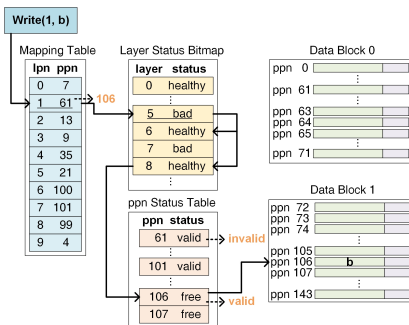 Write(1, b)
Mapping Table
lpn ppn
0 7
1 61 106
2 13
3 9
4 35
5 21
6 100
7 101
8 99
9 4
Layer Status Bitmap
layer status
0 healthy
⋮
5 bad
6 healthy
7 bad
8 healthy
⋮
ppn Status Table
ppn status
61 valid invalid
⋮
101 valid
⋮
106 free valid
107 free
Data Block 0
ppn 0
⋮
ppn 61
⋮
ppn 63
ppn 64
ppn 65
⋮
ppn 71
Data Block 1
ppn 72
ppn 73
ppn 74
⋮
ppn 105
ppn 106 b
ppn 107
⋮
ppn 143